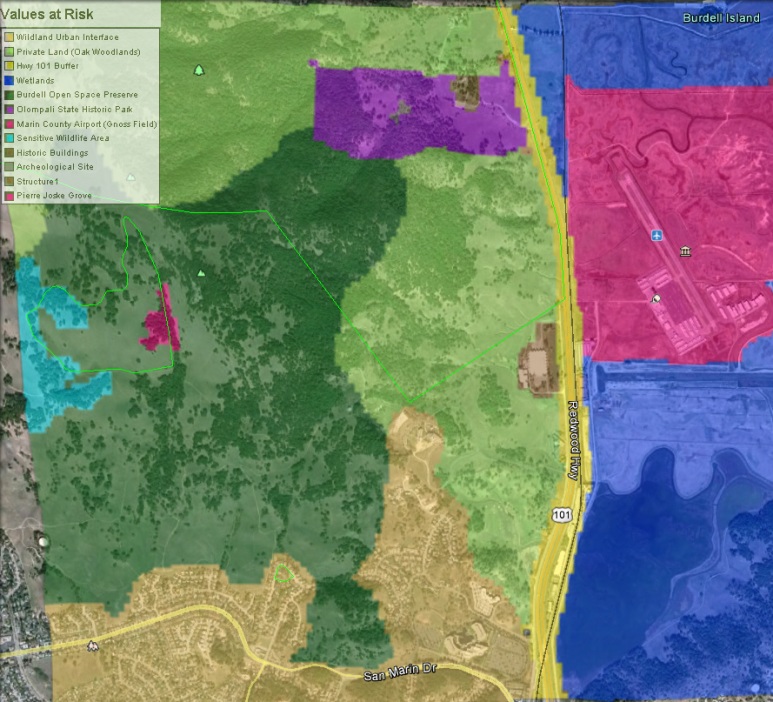 Values at Risk
Wildland Urban Interface
Private Land (Oak Woodlands)
Hwy 101 Buffer
Wetlands
Burdell Open Space Preserve
Olompali State Historic Park
Marin County Airport (Gnoss Field)
Sensitive Wildlife Area
Historic Buildings
Archeological Site
Structure1
Pierre Joske Grove
Burdell Island
Redwood Hwy
101
San Marin Dr